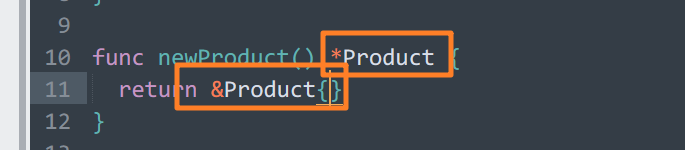 9
10 func newProduct() *Product {
11 return &Product{}
12 }